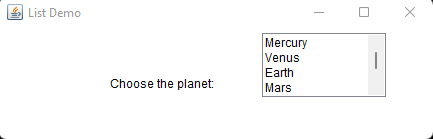 List Demo
Mercury
Venus
Earth
Choose the planet:
Mars